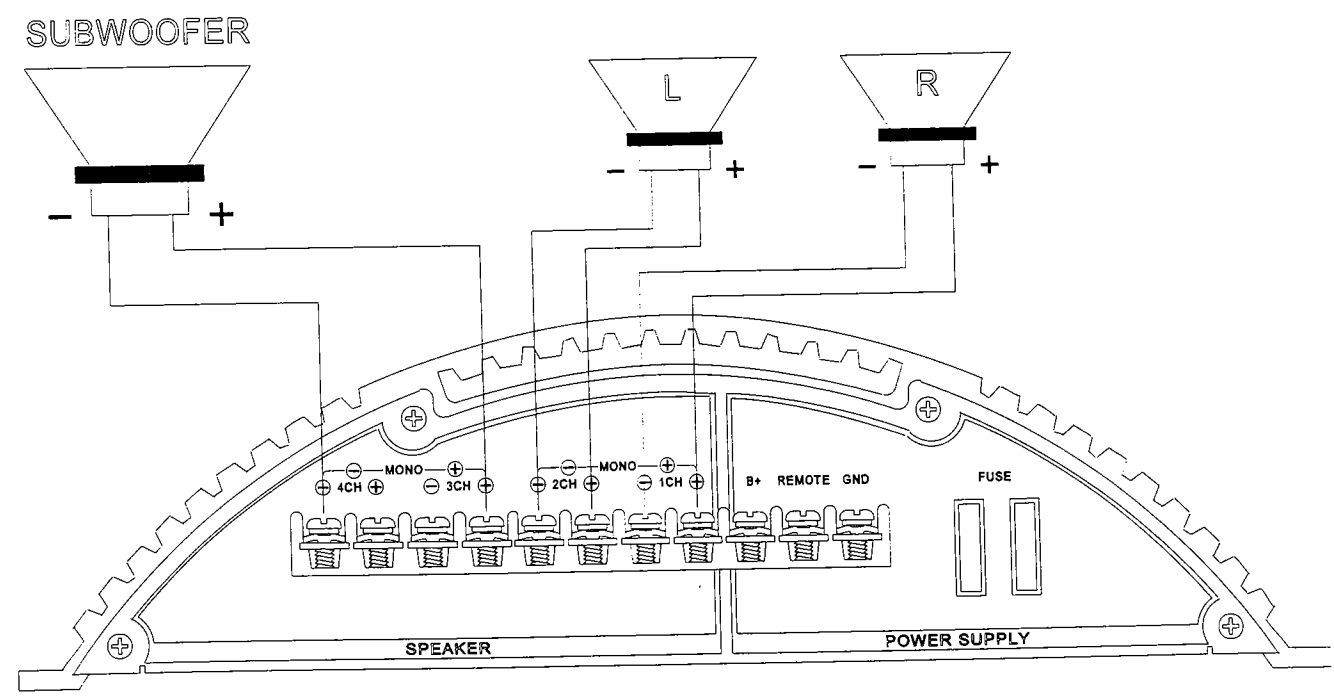 SUBWOOFER
L
R
- +
- +
- +
⊖ MONO ⊕ ⊖ MONO ⊕
⊖ 4CH ⊕ ⊖ 3CH ⊕ ⊖ 2CH ⊕ ⊖ 1CH ⊕ B+ REMOTE GND FUSE
SPEAKER
POWER SUPPLY